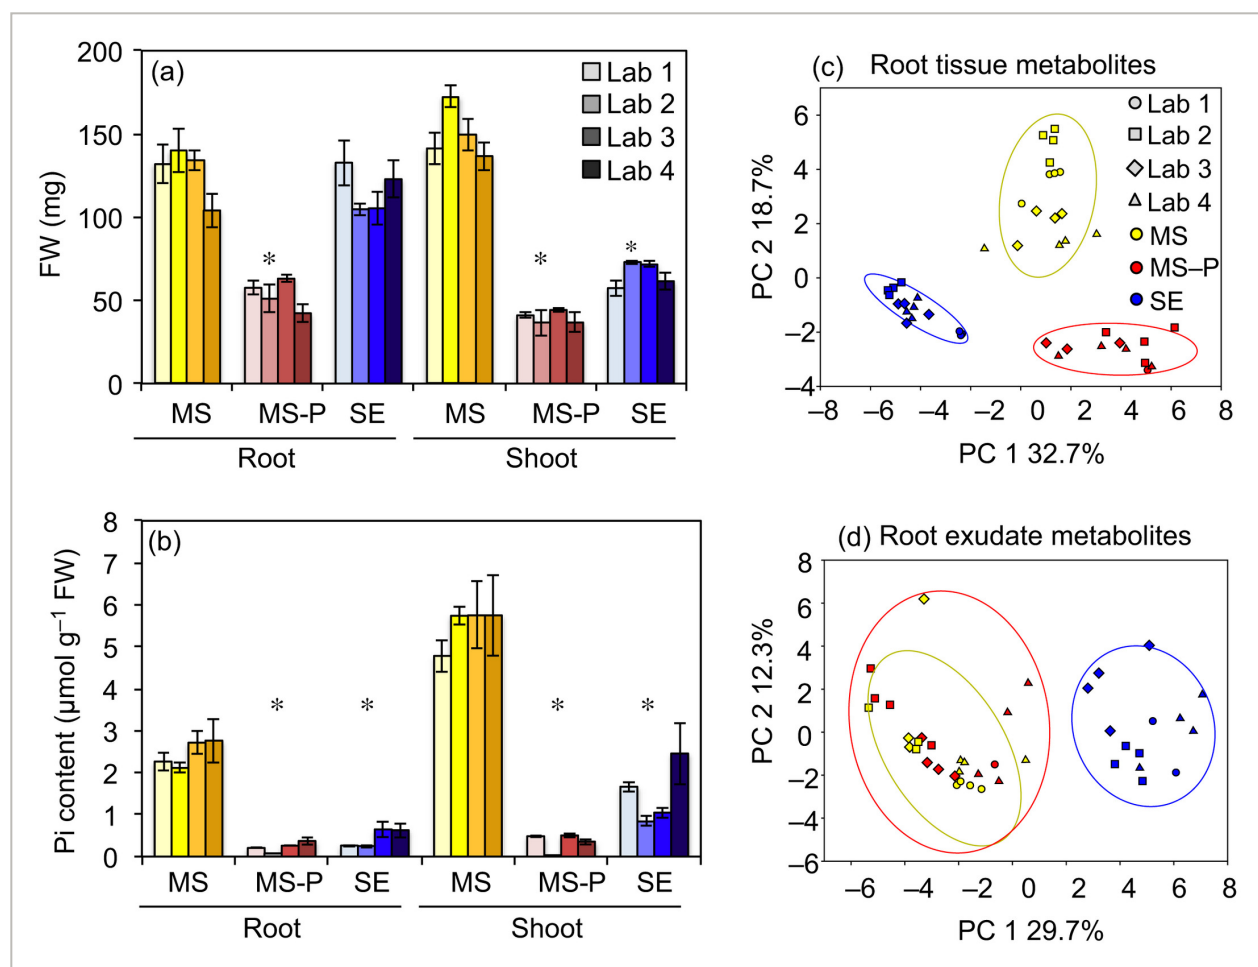 (a)
FW (mg)
200
150
100
50
0
Lab 1
Lab 2
Lab 3
Lab 4
*
*
*
MS MS-P SE MS MS-P SE
Root Shoot
(b)
Pi content (μmol g⁻¹ FW)
8
7
6
5
4
3
2
1
0
* * * *
MS MS-P SE MS MS-P SE
Root Shoot
(c) Root tissue metabolites
PC 2 18.7%
6
4
2
0
−2
−4
Lab 1
Lab 2
Lab 3
Lab 4
MS
MS–P
SE
−8 −6 −4 −2 0 2 4 6 8
PC 1 32.7%
(d) Root exudate metabolites
PC 2 12.3%
8
6
4
2
0
−2
−4
−6
−6 −4 −2 0 2 4 6 8
PC 1 29.7%